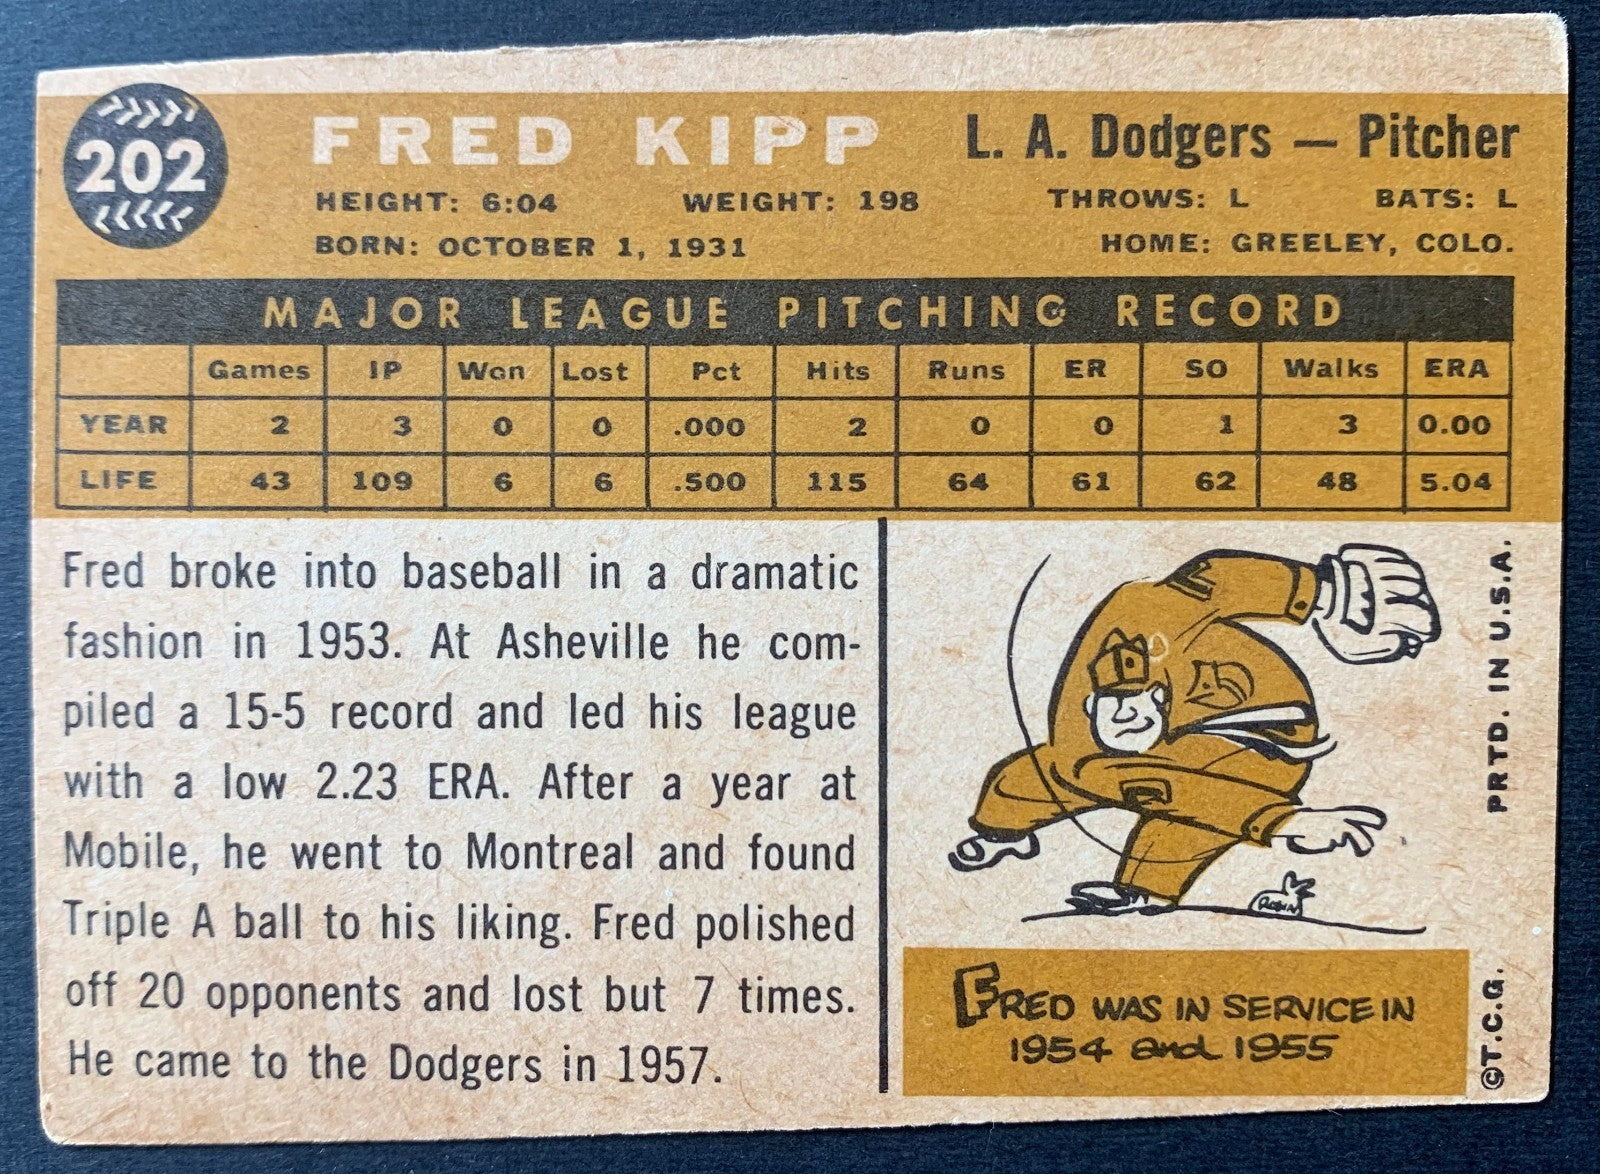 202
FRED KIPP L. A. Dodgers — Pitcher
HEIGHT: 6:04 WEIGHT: 198 THROWS: L BATS: L
BORN: OCTOBER 1, 1931 HOME: GREELEY, COLO.
MAJOR LEAGUE PITCHING RECORD
Games IP Won Lost Pct Hits Runs ER SO Walks ERA
YEAR 2 3 0 0 .000 2 0 0 1 3 0.00
LIFE 43 109 6 6 .500 115 64 61 62 48 5.04
Fred broke into baseball in a dramatic
fashion in 1953. At Asheville he com-
piled a 15-5 record and led his league
with a low 2.23 ERA. After a year at
Mobile, he went to Montreal and found
Triple A ball to his liking. Fred polished
off 20 opponents and lost but 7 times.
He came to the Dodgers in 1957.
ROBIN
FRED WAS IN SERVICE IN
1954 and 1955
©T.C.G. PRTD. IN U.S.A.